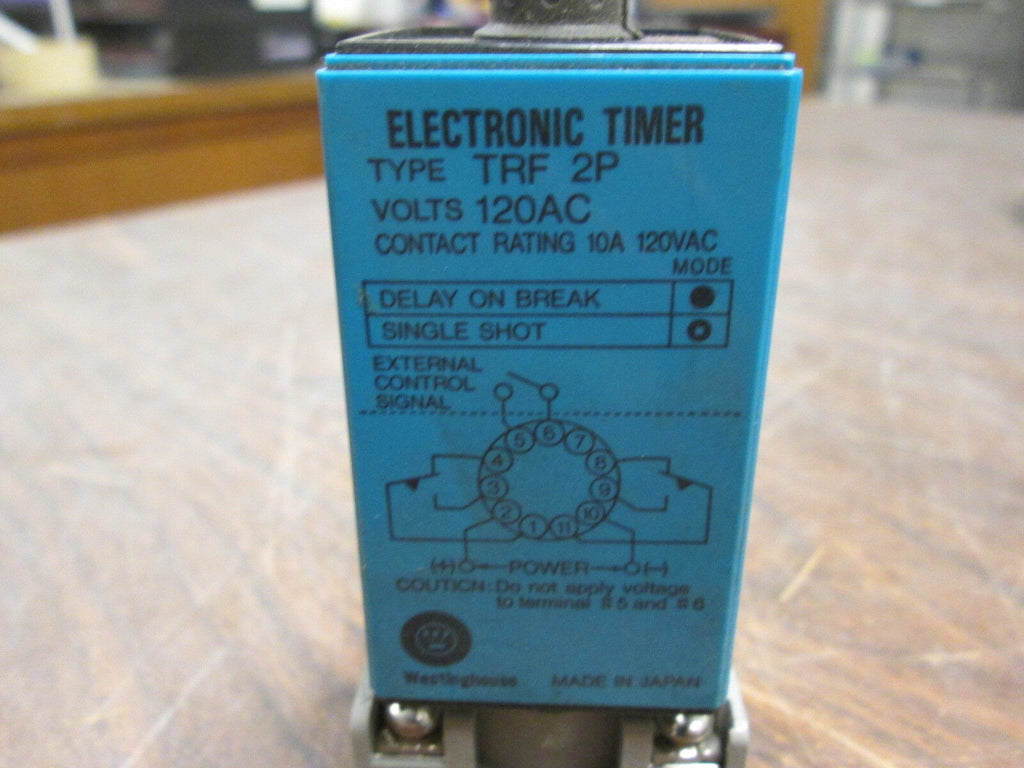 ELECTRONIC TIMER
TYPE TRF 2P
VOLTS 120AC
CONTACT RATING 10A 120VAC
MODE
DELAY ON BREAK
SINGLE SHOT
EXTERNAL
CONTROL
SIGNAL
5 6 7
4 8
3 9
2 10
1 11
(+) POWER (-)
COUTICN: Do not apply voltage
to terminal #5 and #6
W
Westinghouse MADE IN JAPAN